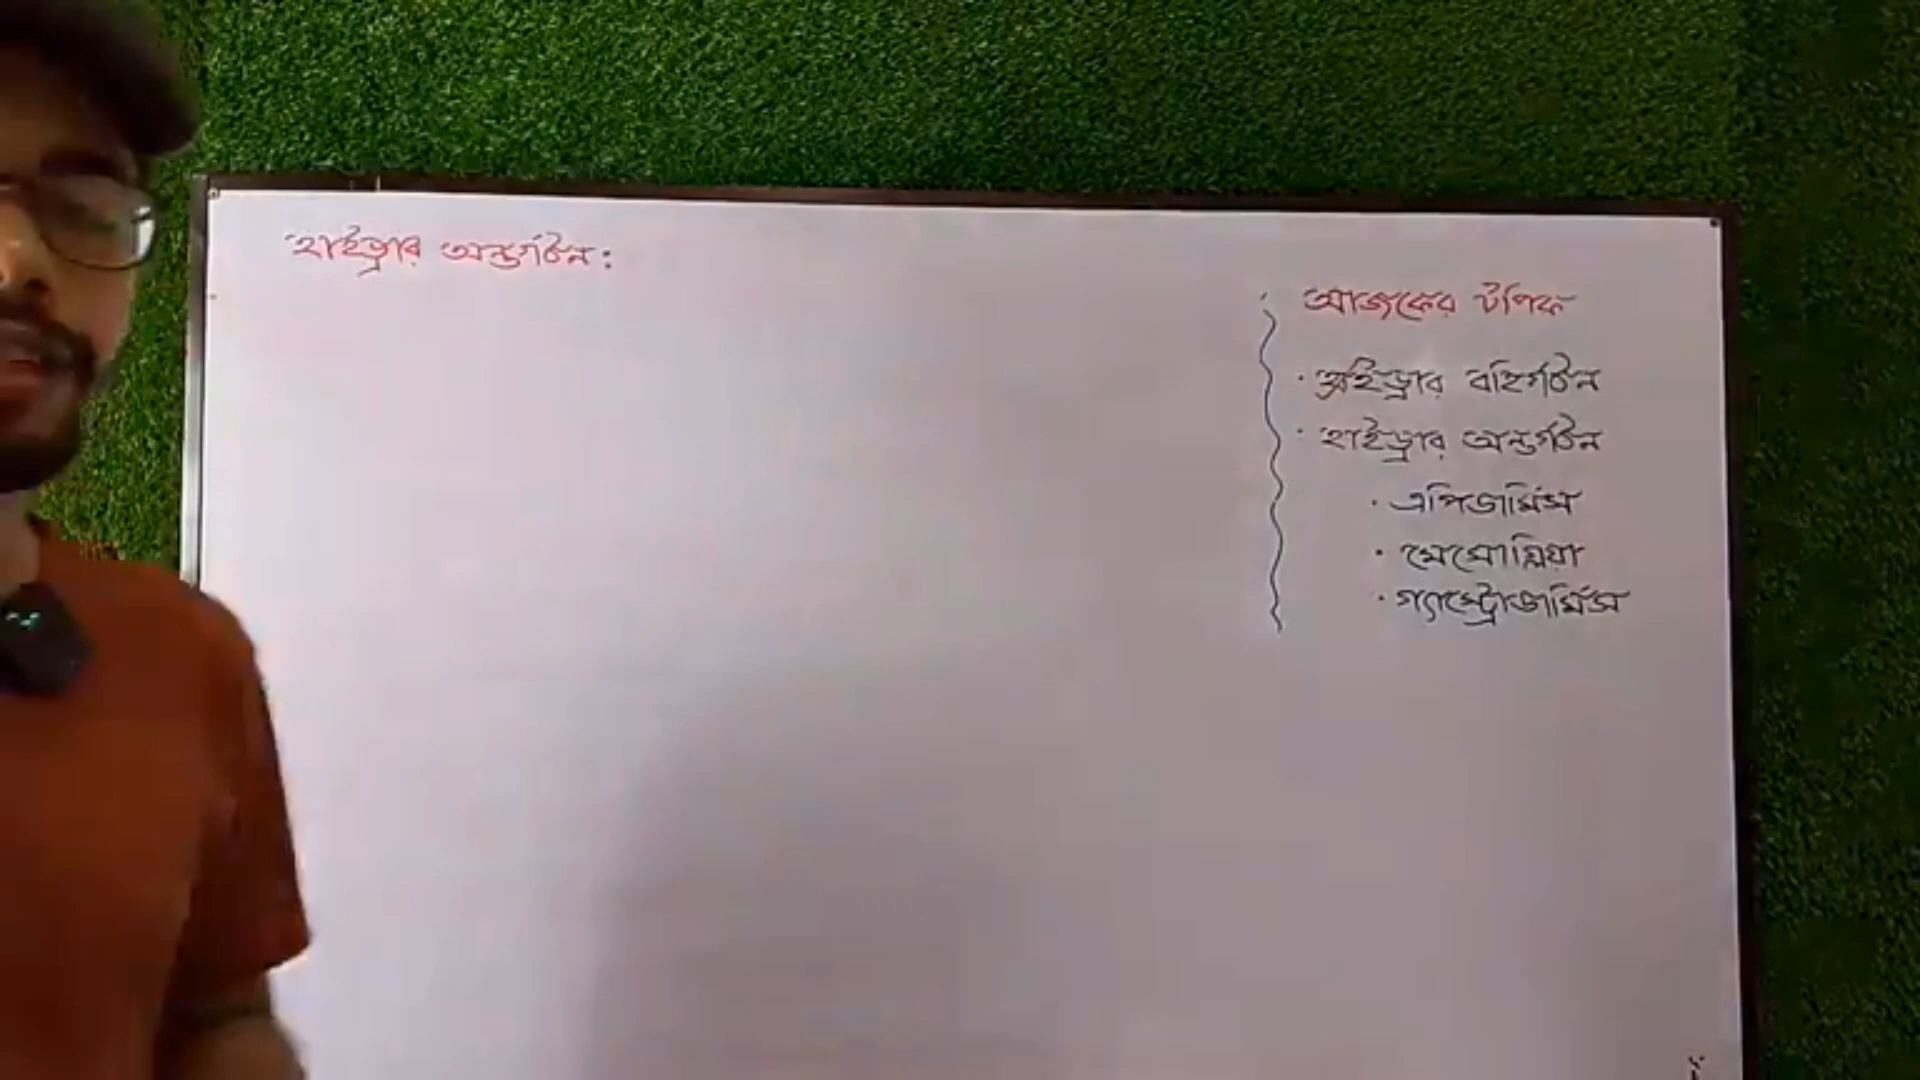 হাইড্রার অন্তর্গঠন:
আজকের টপিক
· হাইড্রার বহির্গঠন
· হাইড্রার অন্তর্গঠন
· এপিডার্মিস
· মেসোগ্লিয়া
· গ্যাস্ট্রোডার্মিস